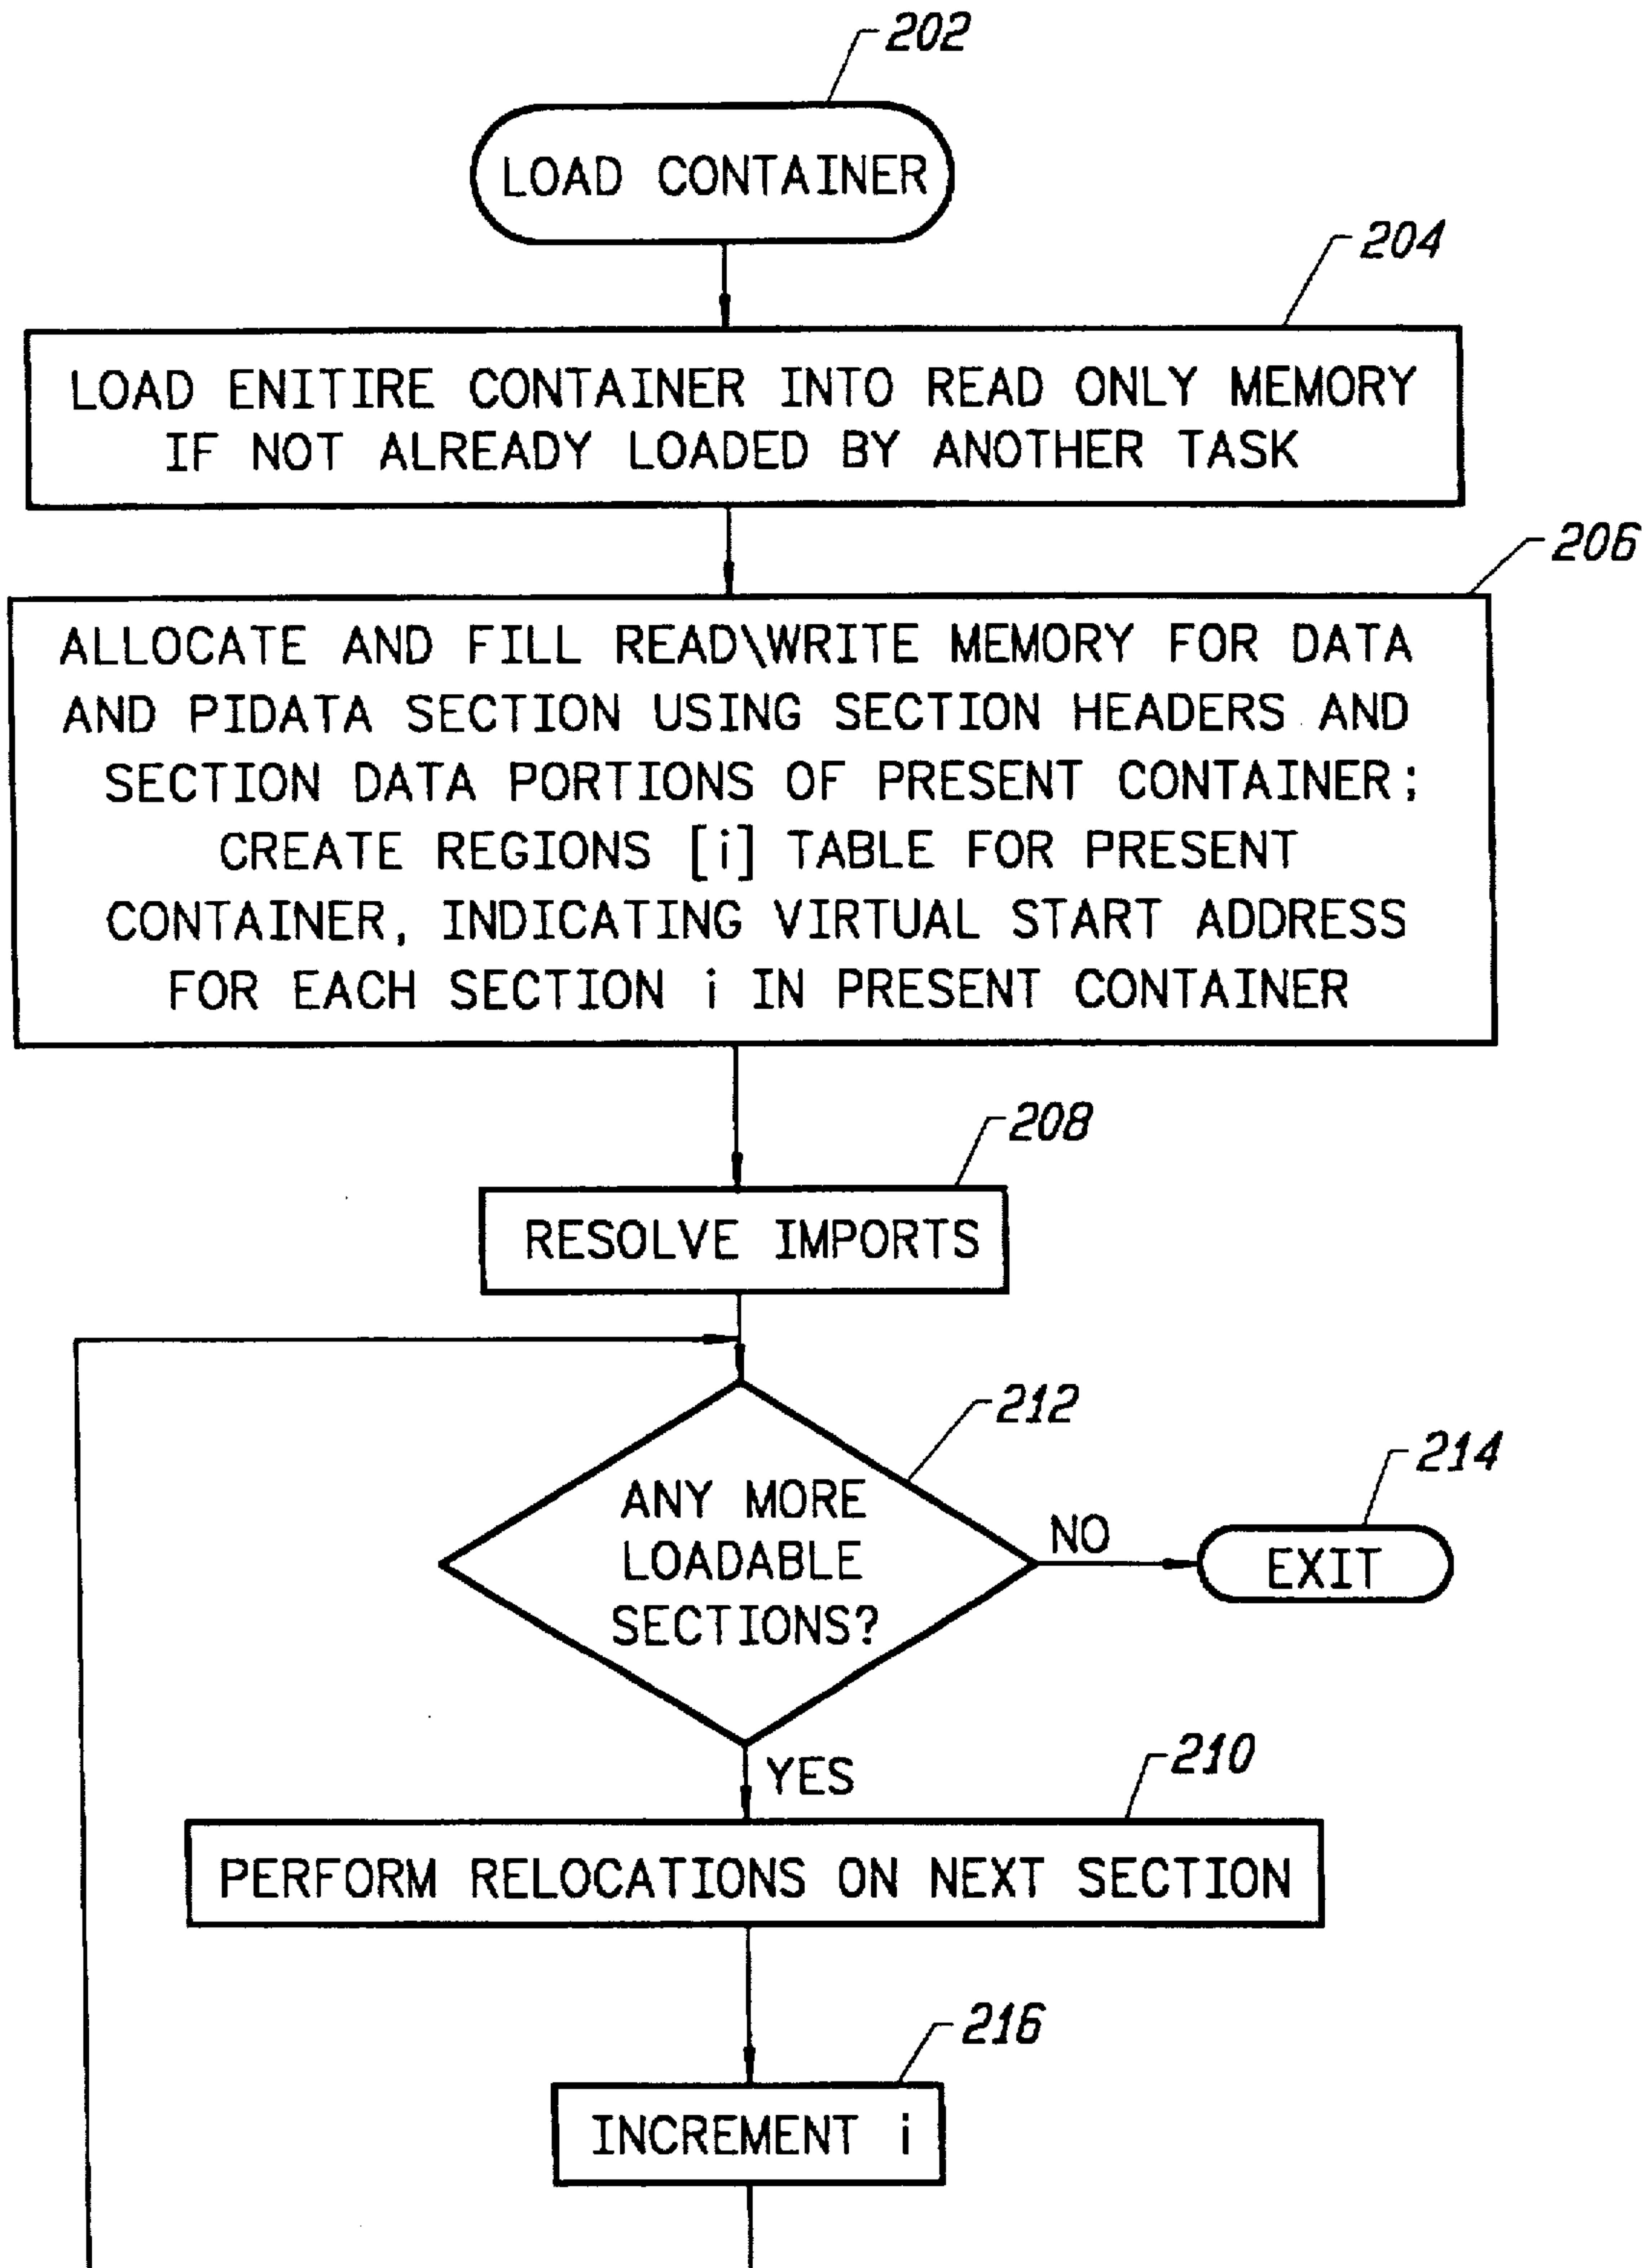 202
LOAD CONTAINER
204
LOAD ENITIRE CONTAINER INTO READ ONLY MEMORY
IF NOT ALREADY LOADED BY ANOTHER TASK
206
ALLOCATE AND FILL READ\WRITE MEMORY FOR DATA
AND PIDATA SECTION USING SECTION HEADERS AND
SECTION DATA PORTIONS OF PRESENT CONTAINER;
CREATE REGIONS [i] TABLE FOR PRESENT
CONTAINER, INDICATING VIRTUAL START ADDRESS
FOR EACH SECTION i IN PRESENT CONTAINER
208
RESOLVE IMPORTS
212
ANY MORE
LOADABLE
SECTIONS?
NO
214
EXIT
YES
210
PERFORM RELOCATIONS ON NEXT SECTION
216
INCREMENT i